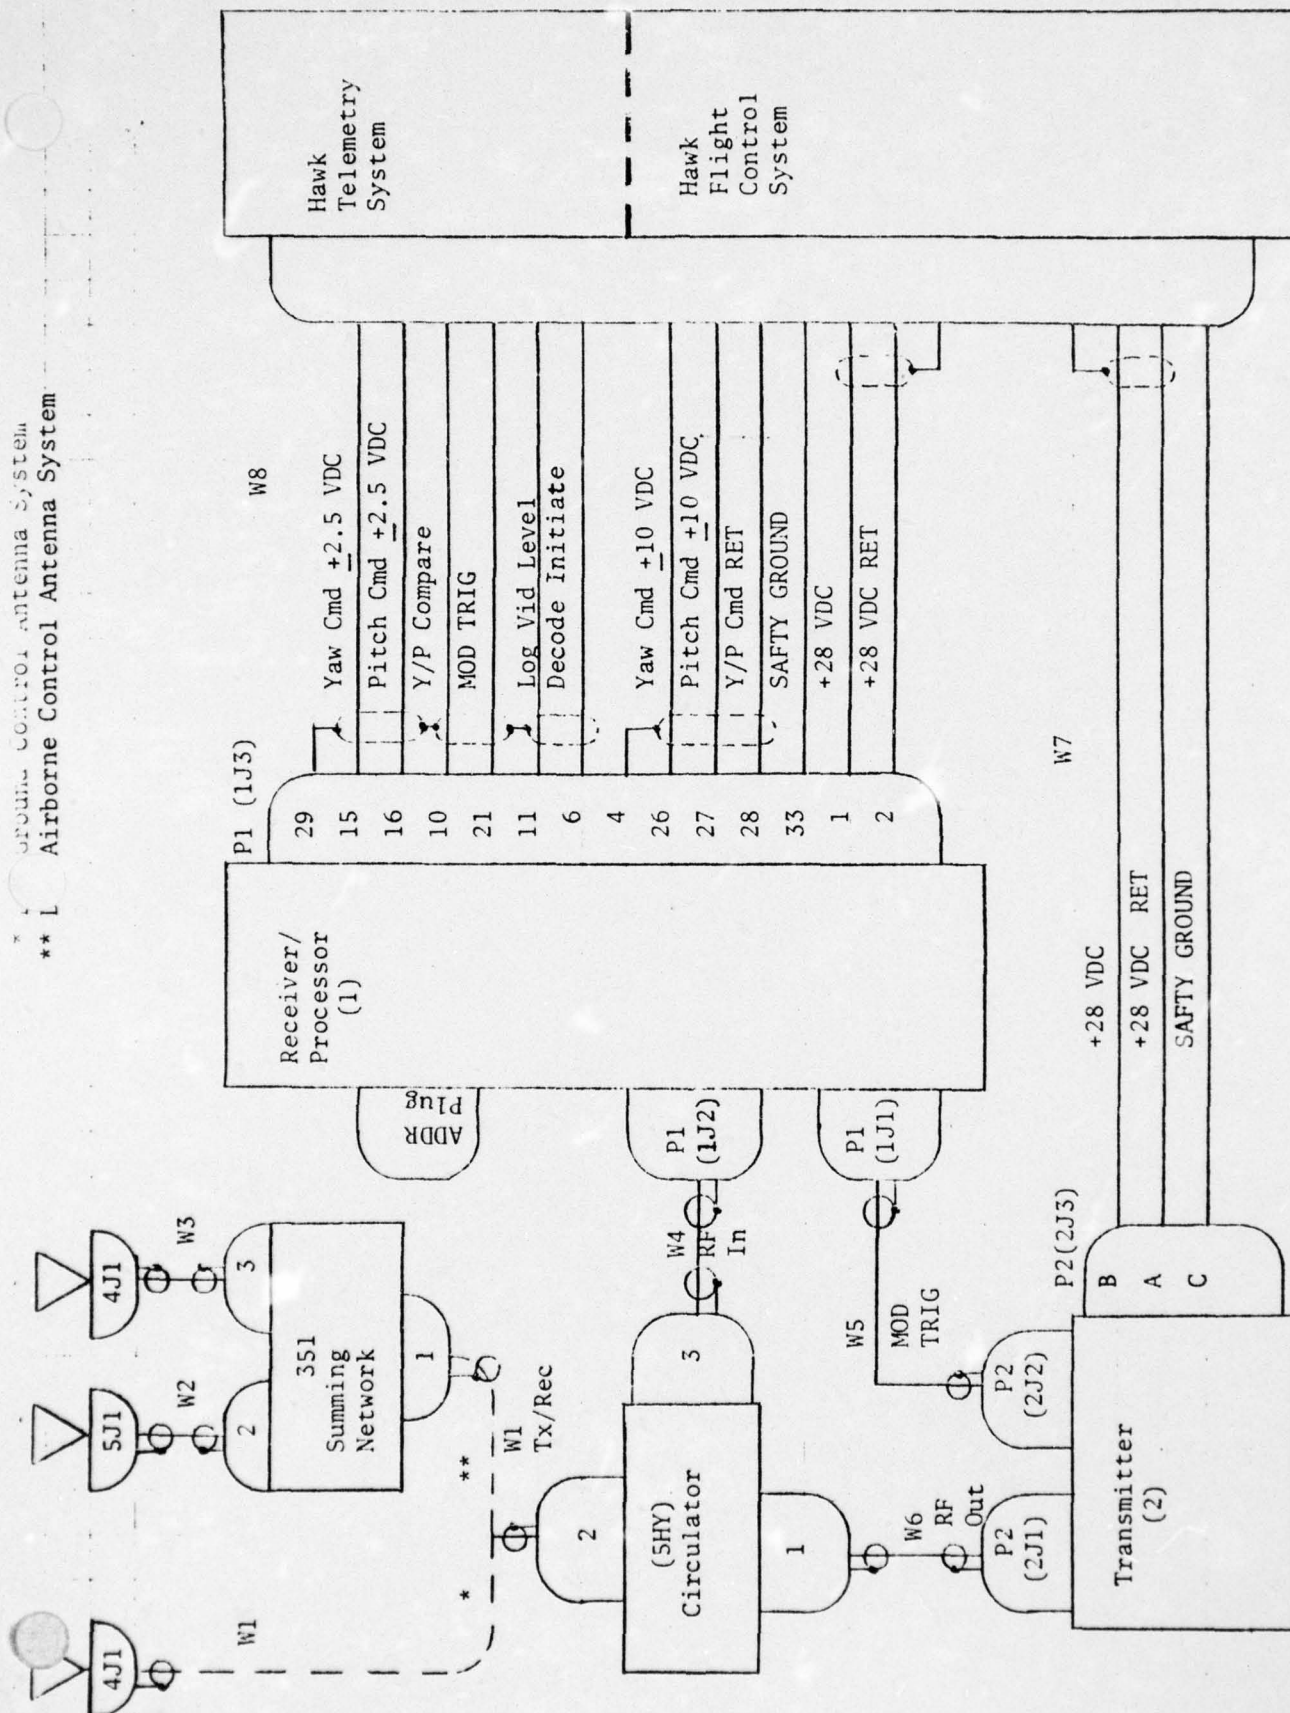 Ground Control Antenna System
** L Airborne Control Antenna System
4J1
W1
*
**
5J1
W2
2
4J1
W3
3
351
Summing
Network
1
W1
Tx/Rec
2
(5HY)
Circulator
1
3
W4
RF
In
W6
RF
Out
P2
(2J1)
P2
(2J2)
W5
MOD
TRIG
Transmitter
(2)
P2(2J3)
B
A
C
+28 VDC
+28 VDC RET
SAFTY GROUND
W7
ADDR
Plug
P1
(1J2)
P1
(1J1)
Receiver/
Processor
(1)
P1 (1J3)
29
15
16
10
21
11
6
4
26
27
28
33
1
2
W8
Yaw Cmd ±2.5 VDC
Pitch Cmd ±2.5 VDC
Y/P Compare
MOD TRIG
Log Vid Level
Decode Initiate
Yaw Cmd ±10 VDC
Pitch Cmd ±10 VDC
Y/P Cmd RET
SAFTY GROUND
+28 VDC
+28 VDC RET
Hawk
Telemetry
System
Hawk
Flight
Control
System